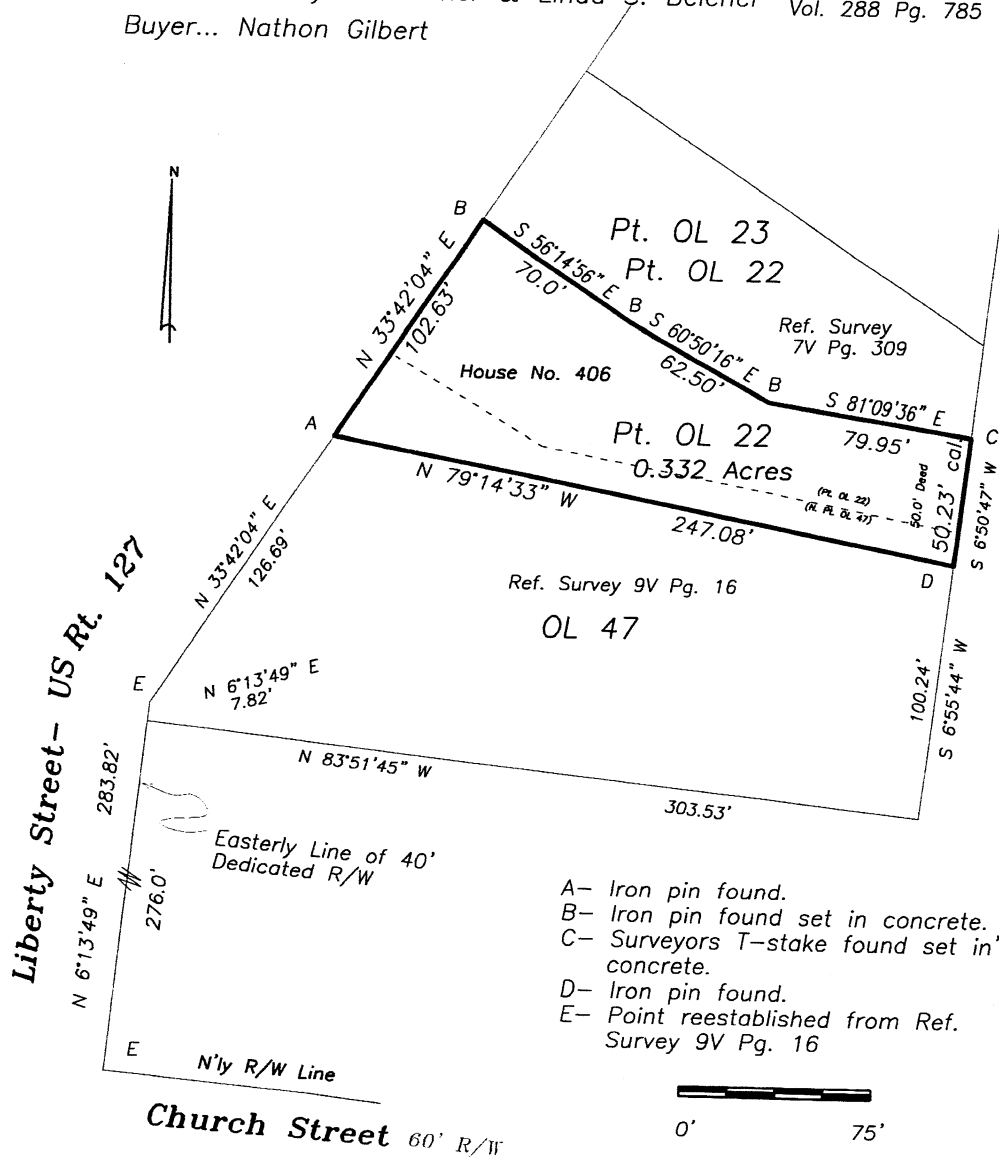 & Linda S. Belcher Vol. 288 Pg. 785
Buyer... Nathon Gilbert
N
B
S 56°14'56" E
70.0'
Pt. OL 23
Pt. OL 22
B
S 60°50'16" E
62.50'
Ref. Survey
7V Pg. 309
B
S 81°09'36" E
79.95'
C
N 33°42'04" E
102.63'
House No. 406
A
Pt. OL 22
0.332 Acres
(Pt. OL 22)
50.0' Deed
50.23' cal.
S 6°50'47" W
N 79°14'33" W
247.08'
D
N 33°42'04" E
126.69'
Ref. Survey 9V Pg. 16
OL 47
100.24'
S 6°55'44" W
Liberty Street- US Rt. 127
E
N 6°13'49" E
7.82'
N 83°51'45" W
303.53'
283.82'
Easterly Line of 40'
Dedicated R/W
276.0'
N 6°13'49" E
A- Iron pin found.
B- Iron pin found set in concrete.
C- Surveyors T-stake found set in
concrete.
D- Iron pin found.
E- Point reestablished from Ref.
Survey 9V Pg. 16
E
N'ly R/W Line
Church Street 60' R/W
0' 75'